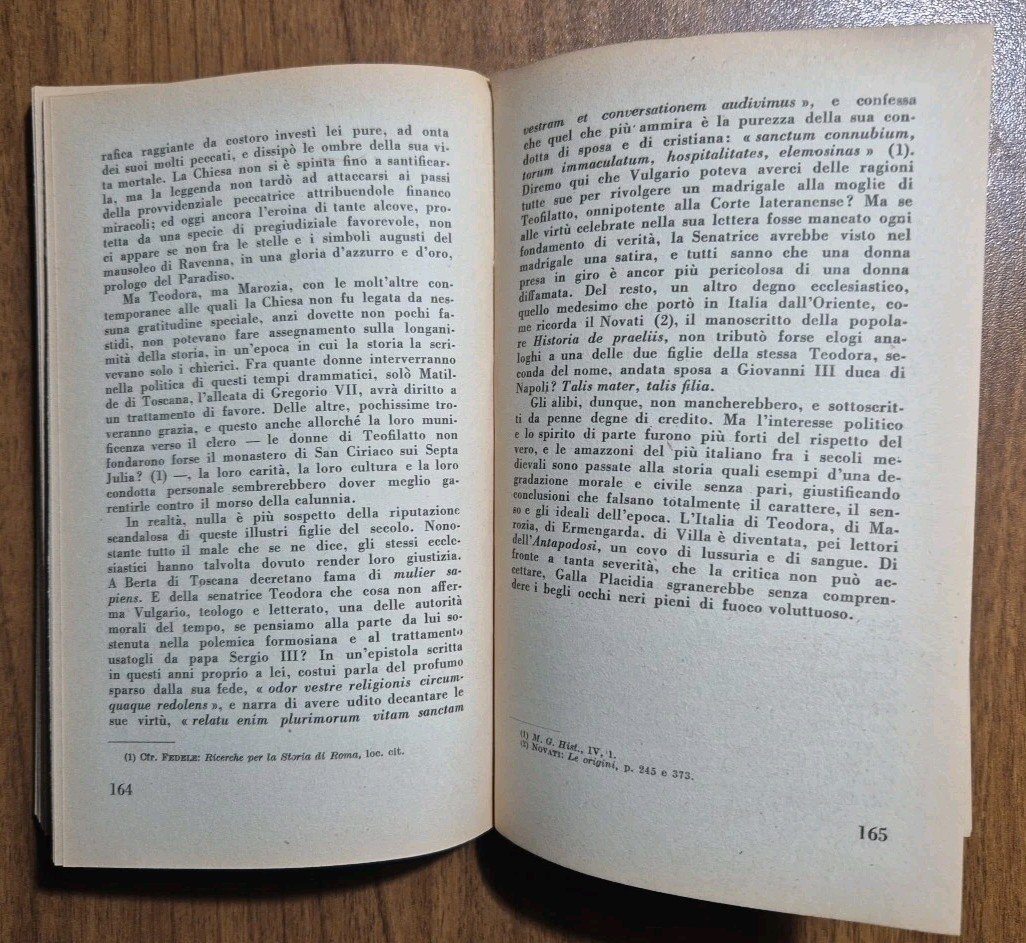 rafica raggiante da costoro investì lei pure, ad onta
dei suoi molti peccati, e dissipò le ombre della sua vi-
ta mortale. La Chiesa non si è spinta fino a santificar-
la, ma la leggenda non tardò ad attaccarsi ai passi
della provvidenziale peccatrice attribuendole financo
miracoli; ed oggi ancora l'eroina di tante alcove, pro-
tetta da una specie di pregiudiziale favorevole, non
ci appare se non fra le stelle e i simboli augusti del
mausoleo di Ravenna, in una gloria d'azzurro e d'oro,
prologo del Paradiso.
Ma Teodora, ma Marozia, con le molt'altre con-
temporanee alle quali la Chiesa non fu legata da nes-
suna gratitudine speciale, anzi dovette non pochi fa-
stidi, non potevano fare assegnamento sulla longani-
mità della storia, in un'epoca in cui la storia la scri-
vevano solo i chierici. Fra quante donne interverranno
nella politica di questi tempi drammatici, solò Matil-
de di Toscana, l'alleata di Gregorio VII, avrà diritto a
un trattamento di favore. Delle altre, pochissime tro-
veranno grazia, e questo anche allorché la loro muni-
ficenza verso il clero — le donne di Teofilatto non
fondarono forse il monastero di San Ciriaco sui Septa
Julia? (1) —, la loro carità, la loro cultura e la loro
condotta personale sembrerebbero dover meglio ga-
rentirle contro il morso della calunnia.
In realtà, nulla è più sospetto della riputazione
scandalosa di queste illustri figlie del secolo. Nono-
stante tutto il male che se ne dice, gli stessi eccle-
siastici hanno talvolta dovuto render loro giustizia.
A Berta di Toscana decretano fama di mulier sa-
piens. E della senatrice Teodora che cosa non affer-
ma Vulgario, teologo e letterato, una delle autorità
morali del tempo, se pensiamo alla parte da lui so-
stenuta nella polemica formosiana e al trattamento
usatogli da papa Sergio III? In un'epistola scritta
in questi anni proprio a lei, costui parla del profumo
sparso dalla sua fede, « odor vestre religionis circum-
quaque redolens », e narra di avere udito decantare le
sue virtù, « relatu enim plurimorum vitam sanctam
(1) Cfr. FEDELE: Ricerche per la Storia di Roma, loc. cit.
164
vestram et conversationem audivimus », e confessa
che quel che più ammira è la purezza della sua con-
dotta di sposa e di cristiana: « sanctum connubium,
torum immaculatum, hospitalitates, elemosinas » (1).
Diremo qui che Vulgario poteva averci delle ragioni
tutte sue per rivolgere un madrigale alla moglie di
Teofilatto, onnipotente alla Corte lateranense? Ma se
alle virtù celebrate nella sua lettera fosse mancato ogni
fondamento di verità, la Senatrice avrebbe visto nel
madrigale una satira, e tutti sanno che una donna
presa in giro è ancor più pericolosa di una donna
diffamata. Del resto, un altro degno ecclesiastico,
quello medesimo che portò in Italia dall'Oriente, co-
me ricorda il Novati (2), il manoscritto della popola-
re Historia de praeliis, non tributò forse elogi ana-
loghi a una delle due figlie della stessa Teodora, se-
conda del nome, andata sposa a Giovanni III duca di
Napoli? Talis mater, talis filia.
Gli alibi, dunque, non mancherebbero, e sottoscrit-
ti da penne degne di credito. Ma l'interesse politico
e lo spirito di parte furono più forti del rispetto del
vero, e le amazzoni del più italiano fra i secoli me-
dievali sono passate alla storia quali esempi d'una de-
gradazione morale e civile senza pari, giustificando
conclusioni che falsano totalmente il carattere, il sen-
so e gli ideali dell'epoca. L'Italia di Teodora, di Ma-
rozia, di Ermengarda. di Villa è diventata, pei lettori
dell'Antapodosi, un covo di lussuria e di sangue. Di
fronte a tanta severità, che la critica non può ac-
cettare, Galla Placidia sgranerebbe senza compren-
dere i begli occhi neri pieni di fuoco voluttuoso.
(1) M. G. Hist., IV, 1.
(2) NOVATI: Le origini, p. 245 e 373.
165